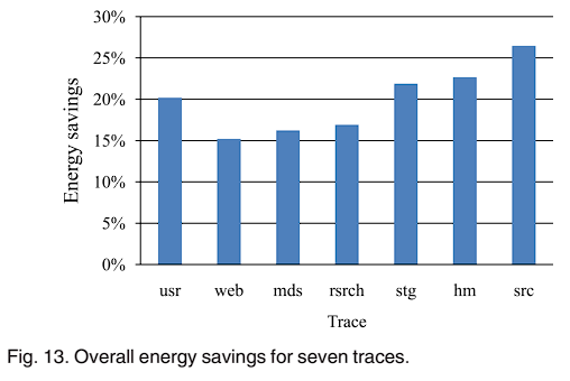 30%
25%
20%
15%
10%
5%
0%
Energy savings
usr web mds rsrch stg hm src
Trace
Fig. 13. Overall energy savings for seven traces.